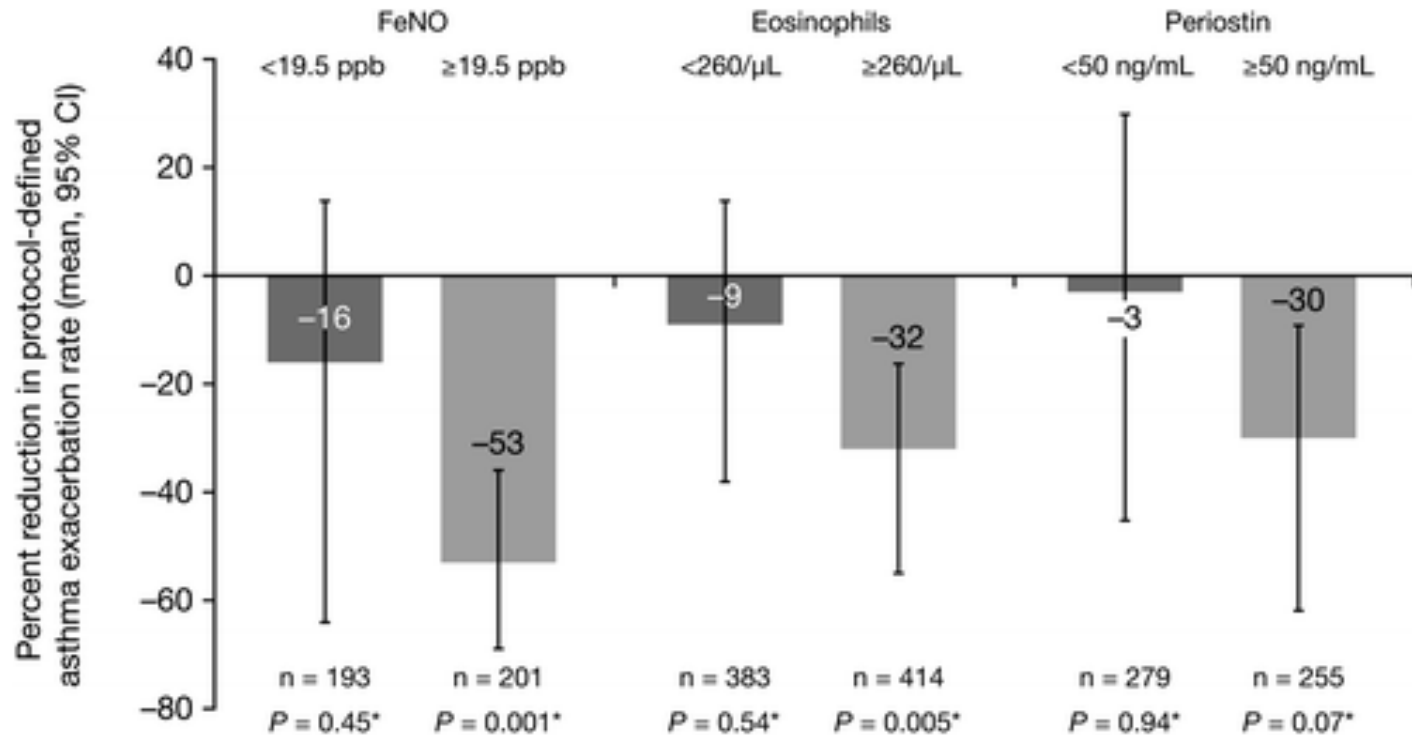 FeNO Eosinophils Periostin
<19.5 ppb ≥19.5 ppb <260/µL ≥260/µL <50 ng/mL ≥50 ng/mL
Percent reduction in protocol-defined
asthma exacerbation rate (mean, 95% CI)
40
20
0
–20
–40
–60
–80
–16
–53
–9
–32
–3
–30
n = 193 n = 201 n = 383 n = 414 n = 279 n = 255
P = 0.45* P = 0.001* P = 0.54* P = 0.005* P = 0.94* P = 0.07*